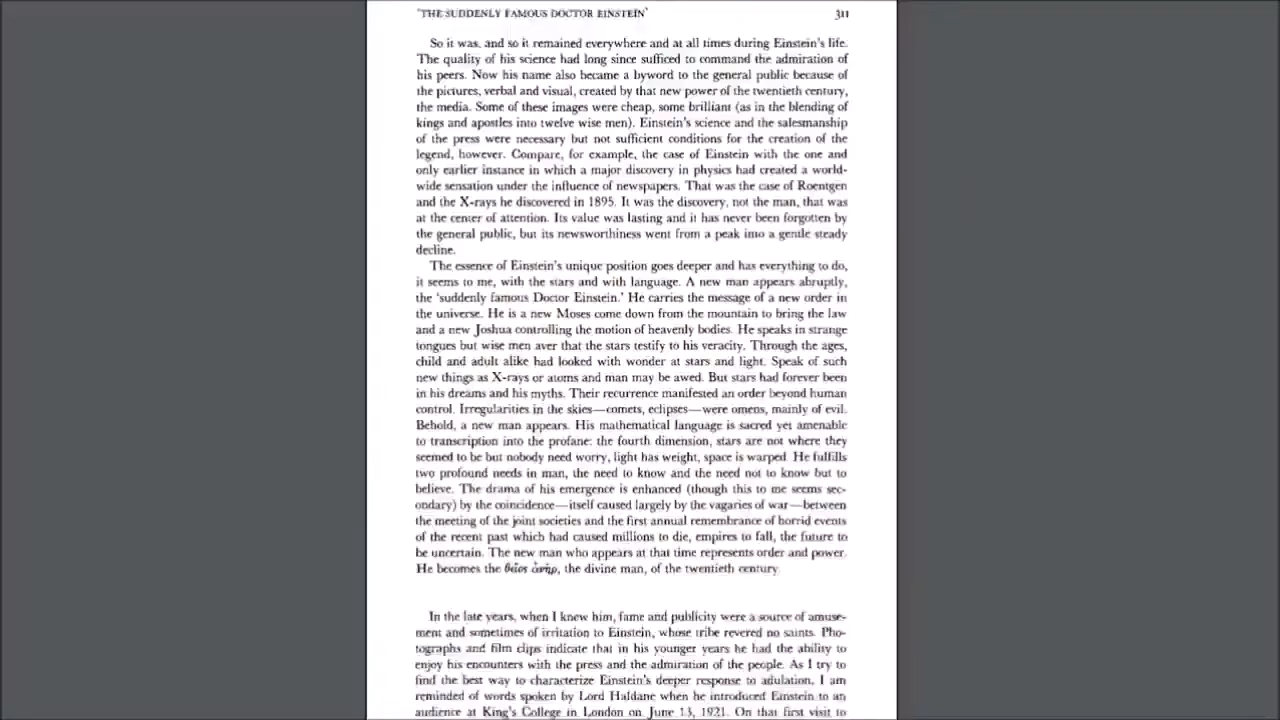 'THE SUDDENLY FAMOUS DOCTOR EINSTEIN' 311
So it was, and so it remained everywhere and at all times during Einstein's life.
The quality of his science had long since sufficed to command the admiration of
his peers. Now his name also became a byword to the general public because of
the pictures, verbal and visual, created by that new power of the twentieth century,
the media. Some of these images were cheap, some brilliant (as in the blending of
kings and apostles into twelve wise men). Einstein's science and the salesmanship
of the press were necessary but not sufficient conditions for the creation of the
legend, however. Compare, for example, the case of Einstein with the one and
only earlier instance in which a major discovery in physics had created a world-
wide sensation under the influence of newspapers. That was the case of Roentgen
and the X-rays he discovered in 1895. It was the discovery, not the man, that was
at the center of attention. Its value was lasting and it has never been forgotten by
the general public, but its newsworthiness went from a peak into a gentle steady
decline.
The essence of Einstein's unique position goes deeper and has everything to do,
it seems to me, with the stars and with language. A new man appears abruptly,
the 'suddenly famous Doctor Einstein.' He carries the message of a new order in
the universe. He is a new Moses come down from the mountain to bring the law
and a new Joshua controlling the motion of heavenly bodies. He speaks in strange
tongues but wise men aver that the stars testify to his veracity. Through the ages,
child and adult alike had looked with wonder at stars and light. Speak of such
new things as X-rays or atoms and man may be awed. But stars had forever been
in his dreams and his myths. Their recurrence manifested an order beyond human
control. Irregularities in the skies—comets, eclipses—were omens, mainly of evil.
Behold, a new man appears. His mathematical language is sacred yet amenable
to transcription into the profane: the fourth dimension, stars are not where they
seemed to be but nobody need worry, light has weight, space is warped. He fulfills
two profound needs in man, the need to know and the need not to know but to
believe. The drama of his emergence is enhanced (though this to me seems sec-
ondary) by the coincidence—itself caused largely by the vagaries of war—between
the meeting of the joint societies and the first annual remembrance of horrid events
of the recent past which had caused millions to die, empires to fall, the future to
be uncertain. The new man who appears at that time represents order and power.
He becomes the θεῖος ἀνήρ, the divine man, of the twentieth century.
In the late years, when I knew him, fame and publicity were a source of amuse-
ment and sometimes of irritation to Einstein, whose tribe revered no saints. Pho-
tographs and film clips indicate that in his younger years he had the ability to
enjoy his encounters with the press and the admiration of the people. As I try to
find the best way to characterize Einstein's deeper response to adulation, I am
reminded of words spoken by Lord Haldane when he introduced Einstein to an
audience at King's College in London on June 13, 1921. On that first visit to